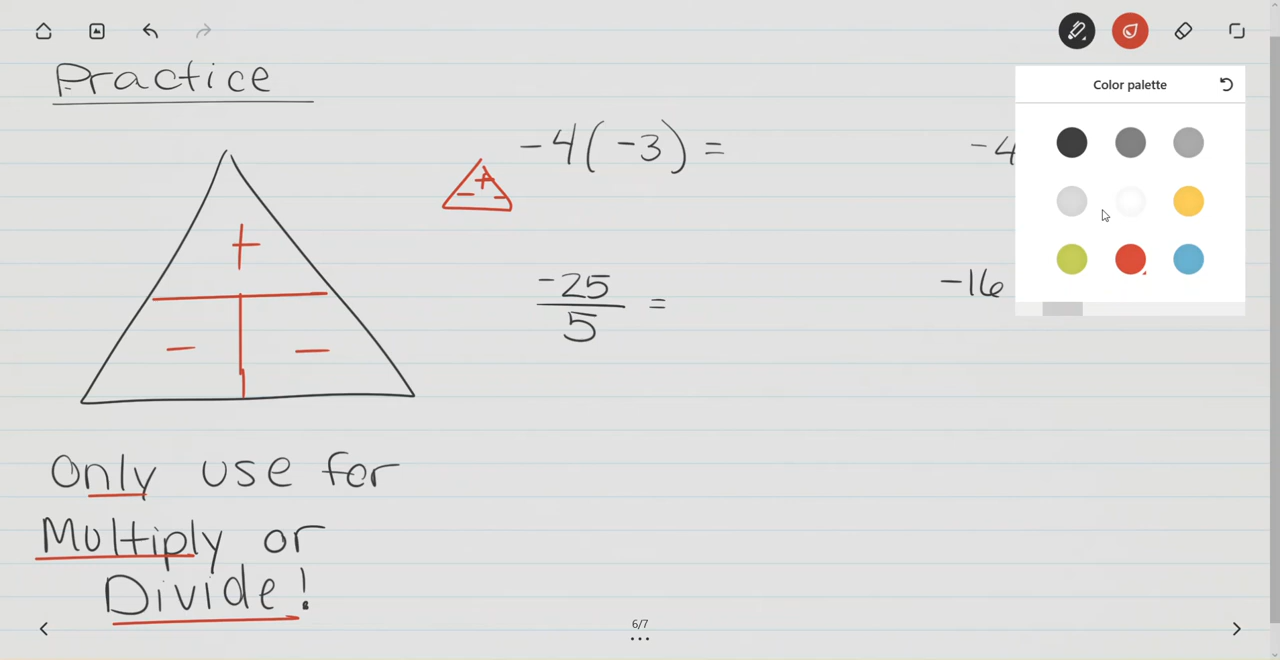 Color palette
Practice
-4(-3) =
-4
+
- -
+
- -
-25
5
=
-16
Only use for
Multiply or
Divide!
6/7